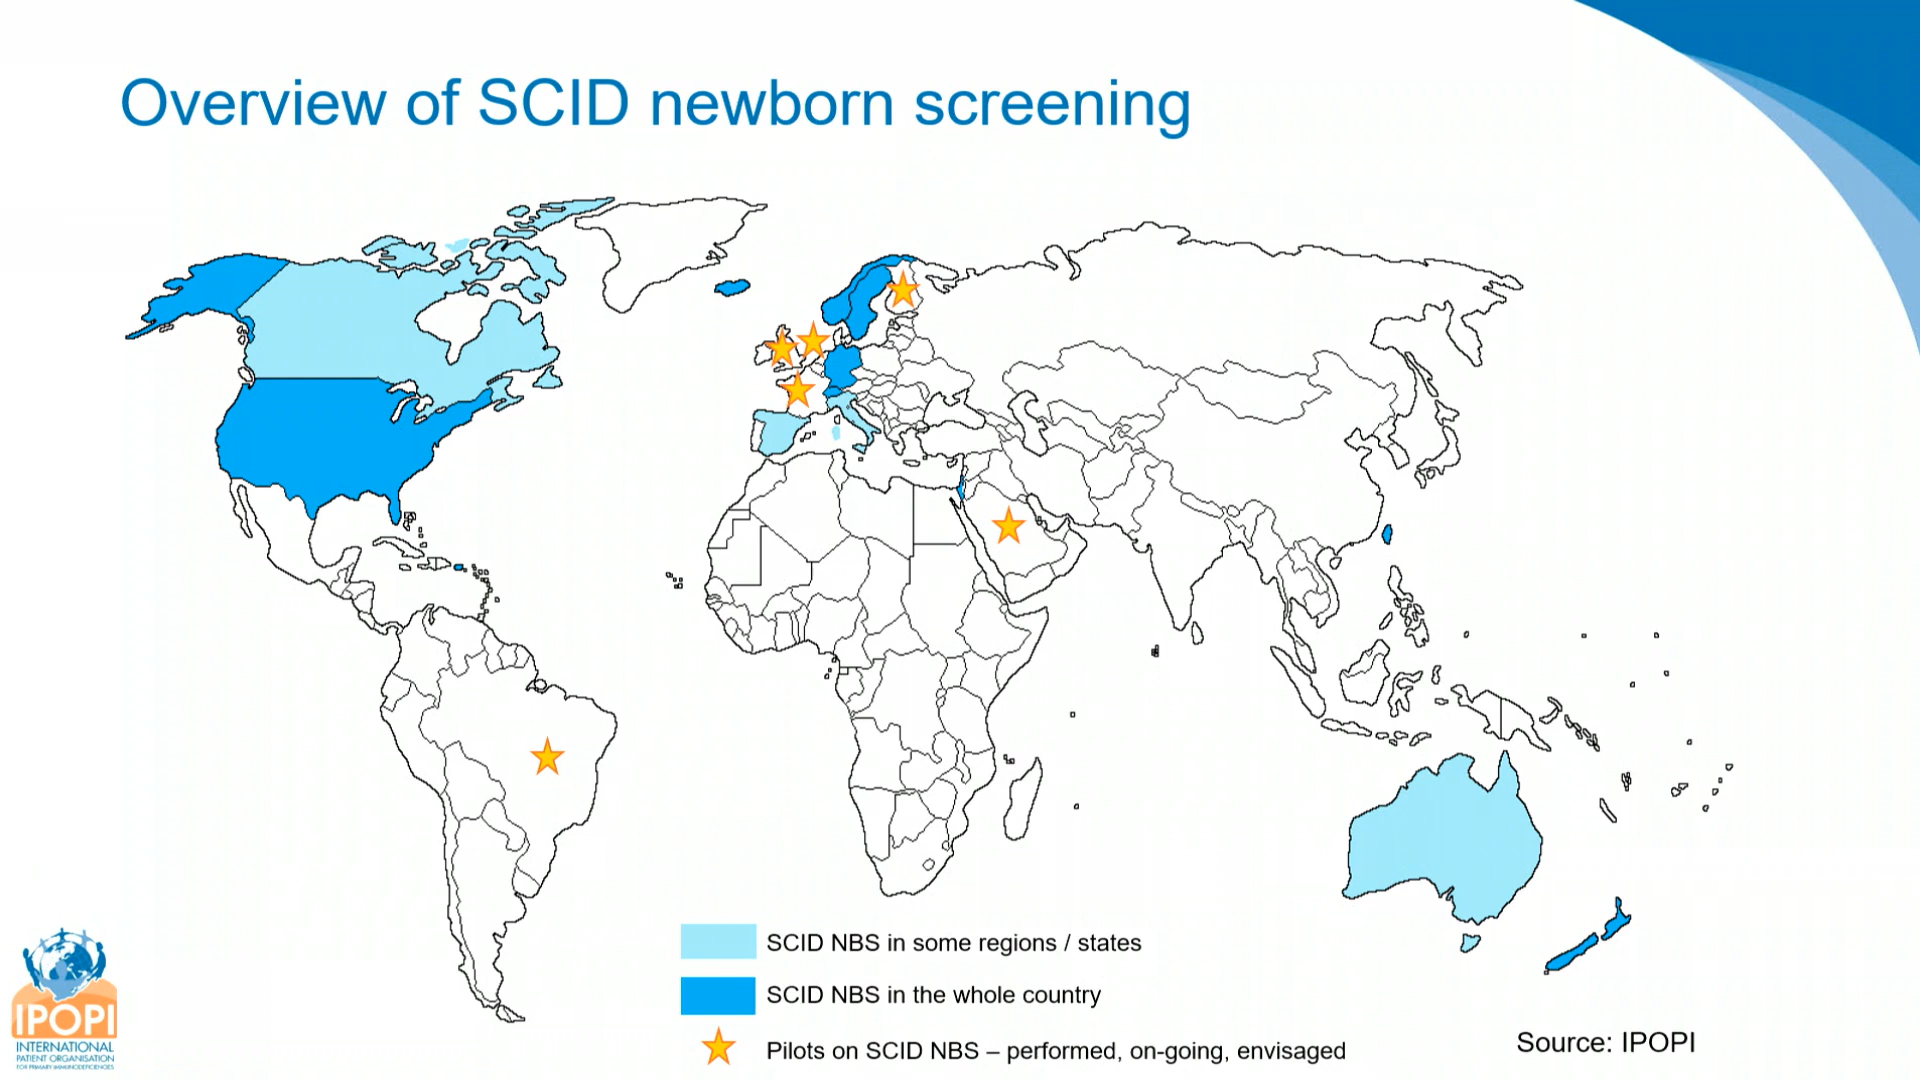 Overview of SCID newborn screening
SCID NBS in some regions / states
SCID NBS in the whole country
Pilots on SCID NBS – performed, on-going, envisaged
Source: IPOPI
IPOPI
INTERNATIONAL
PATIENT ORGANISATION
FOR PRIMARY IMMUNODEFICIENCIES